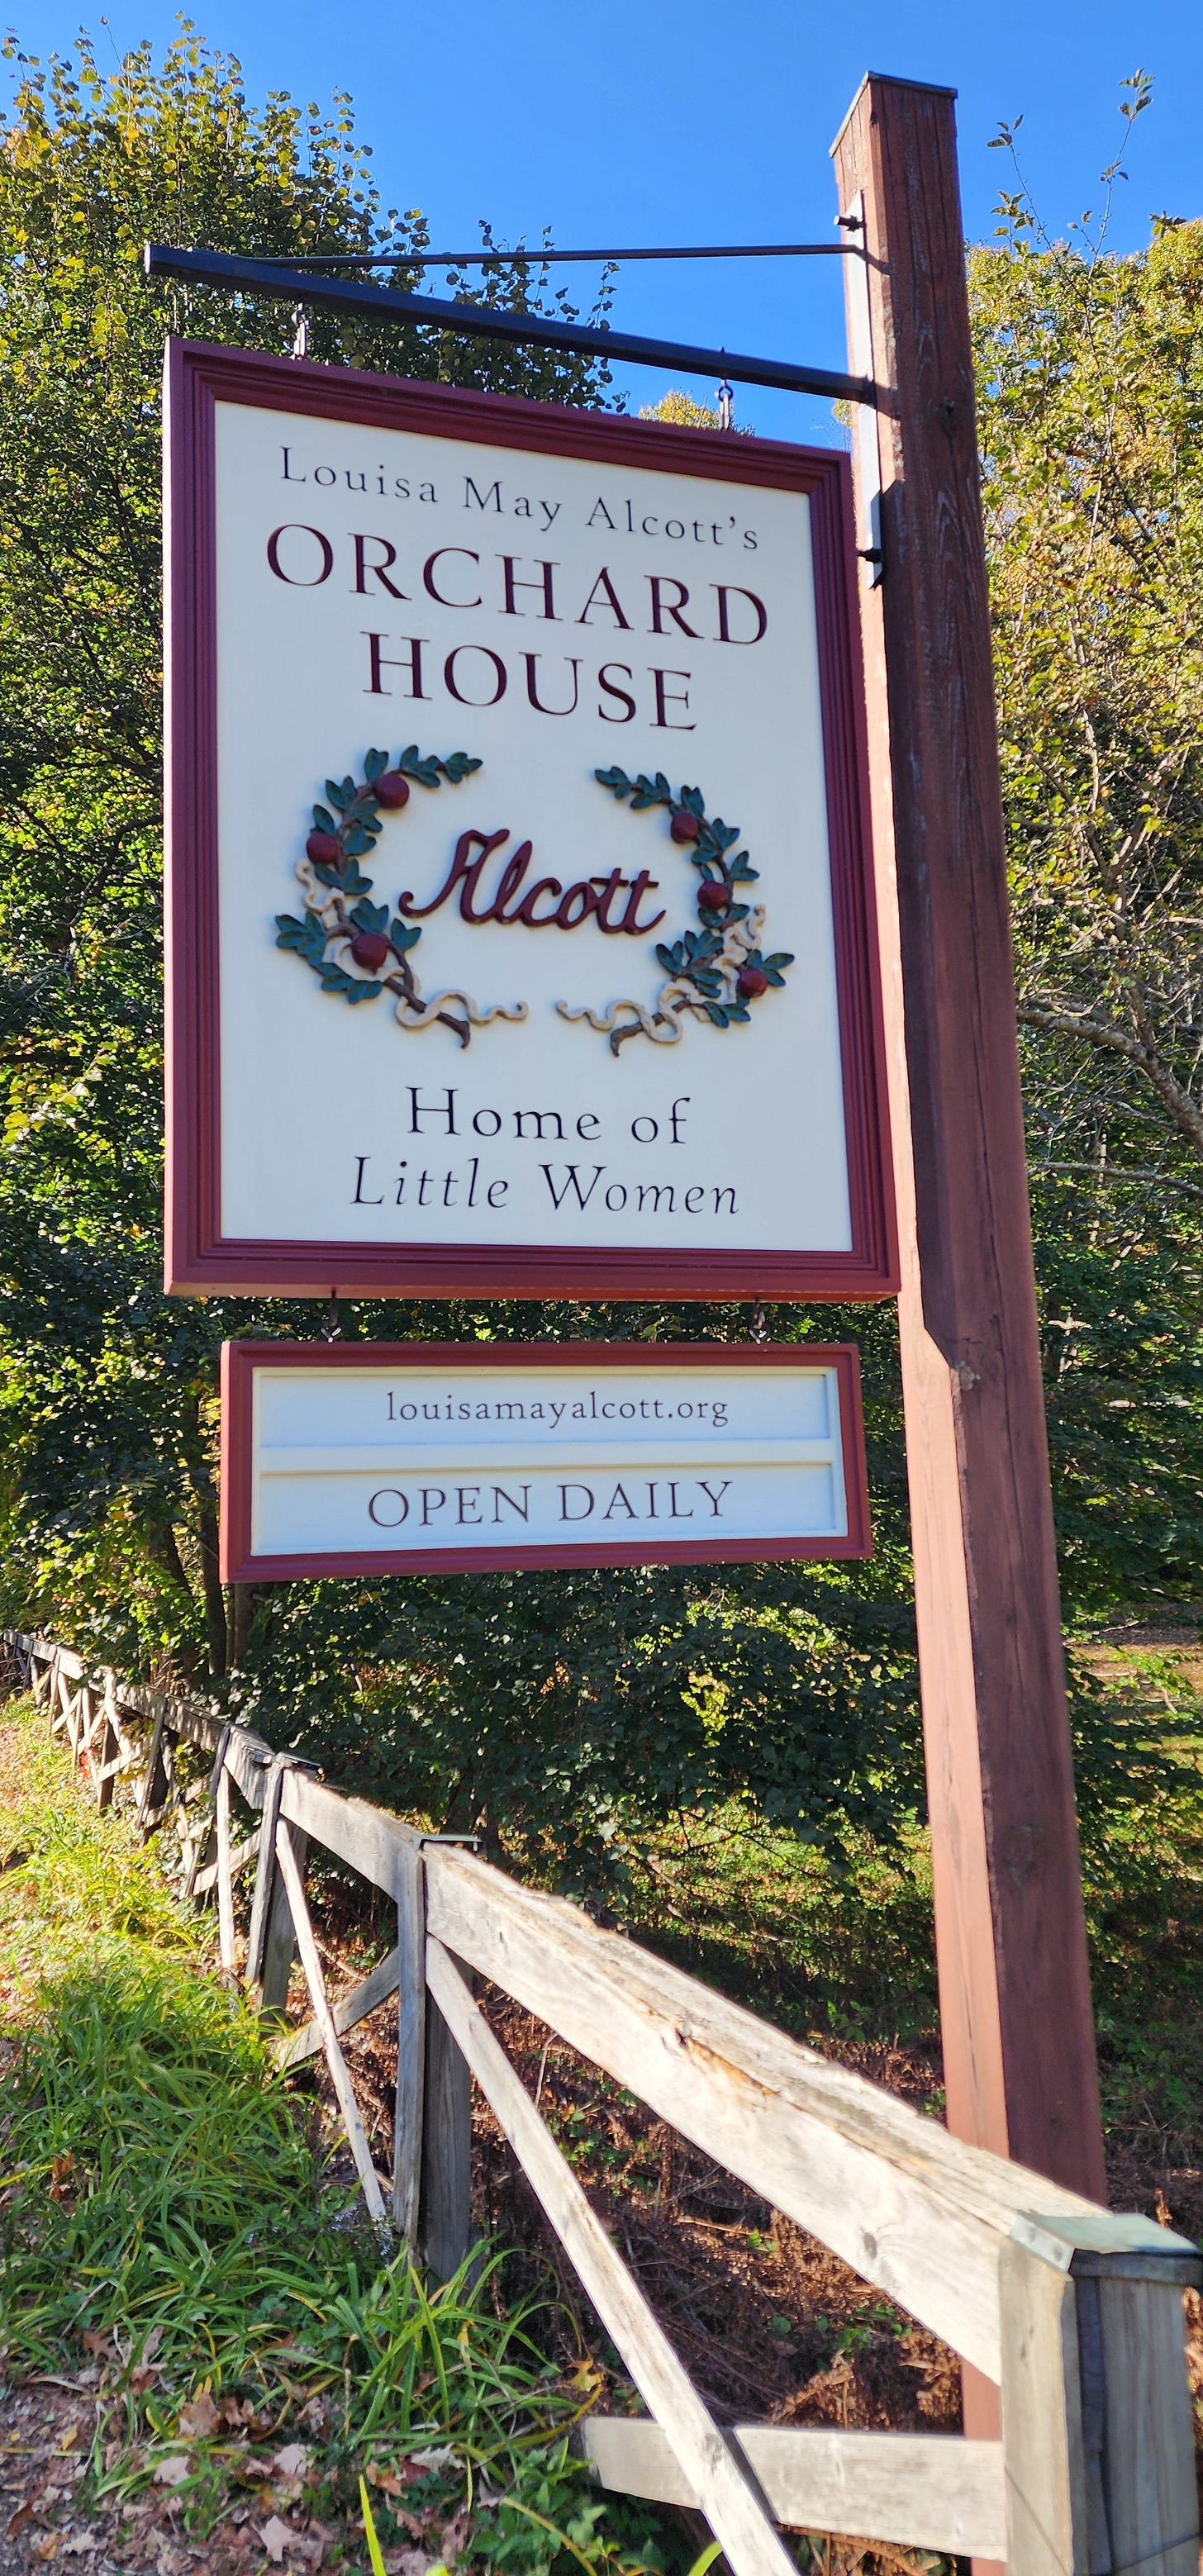 Louisa May Alcott's
ORCHARD
HOUSE
Alcott
Home of
Little Women
louisamayalcott.org
OPEN DAILY